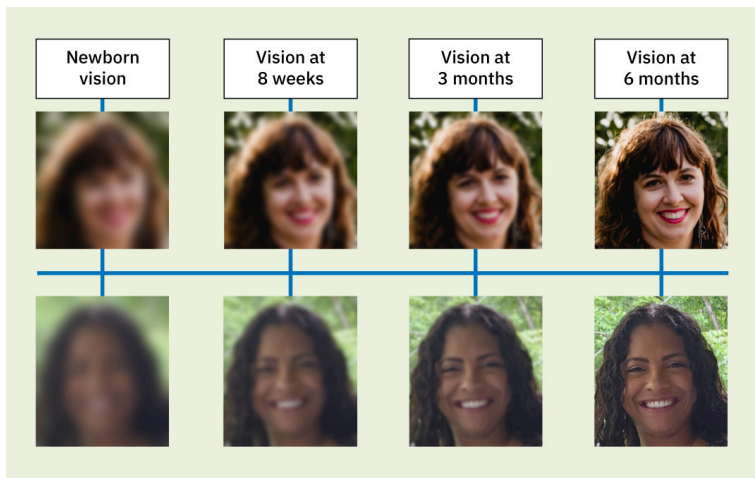 Newborn
vision
Vision at
8 weeks
Vision at
3 months
Vision at
6 months